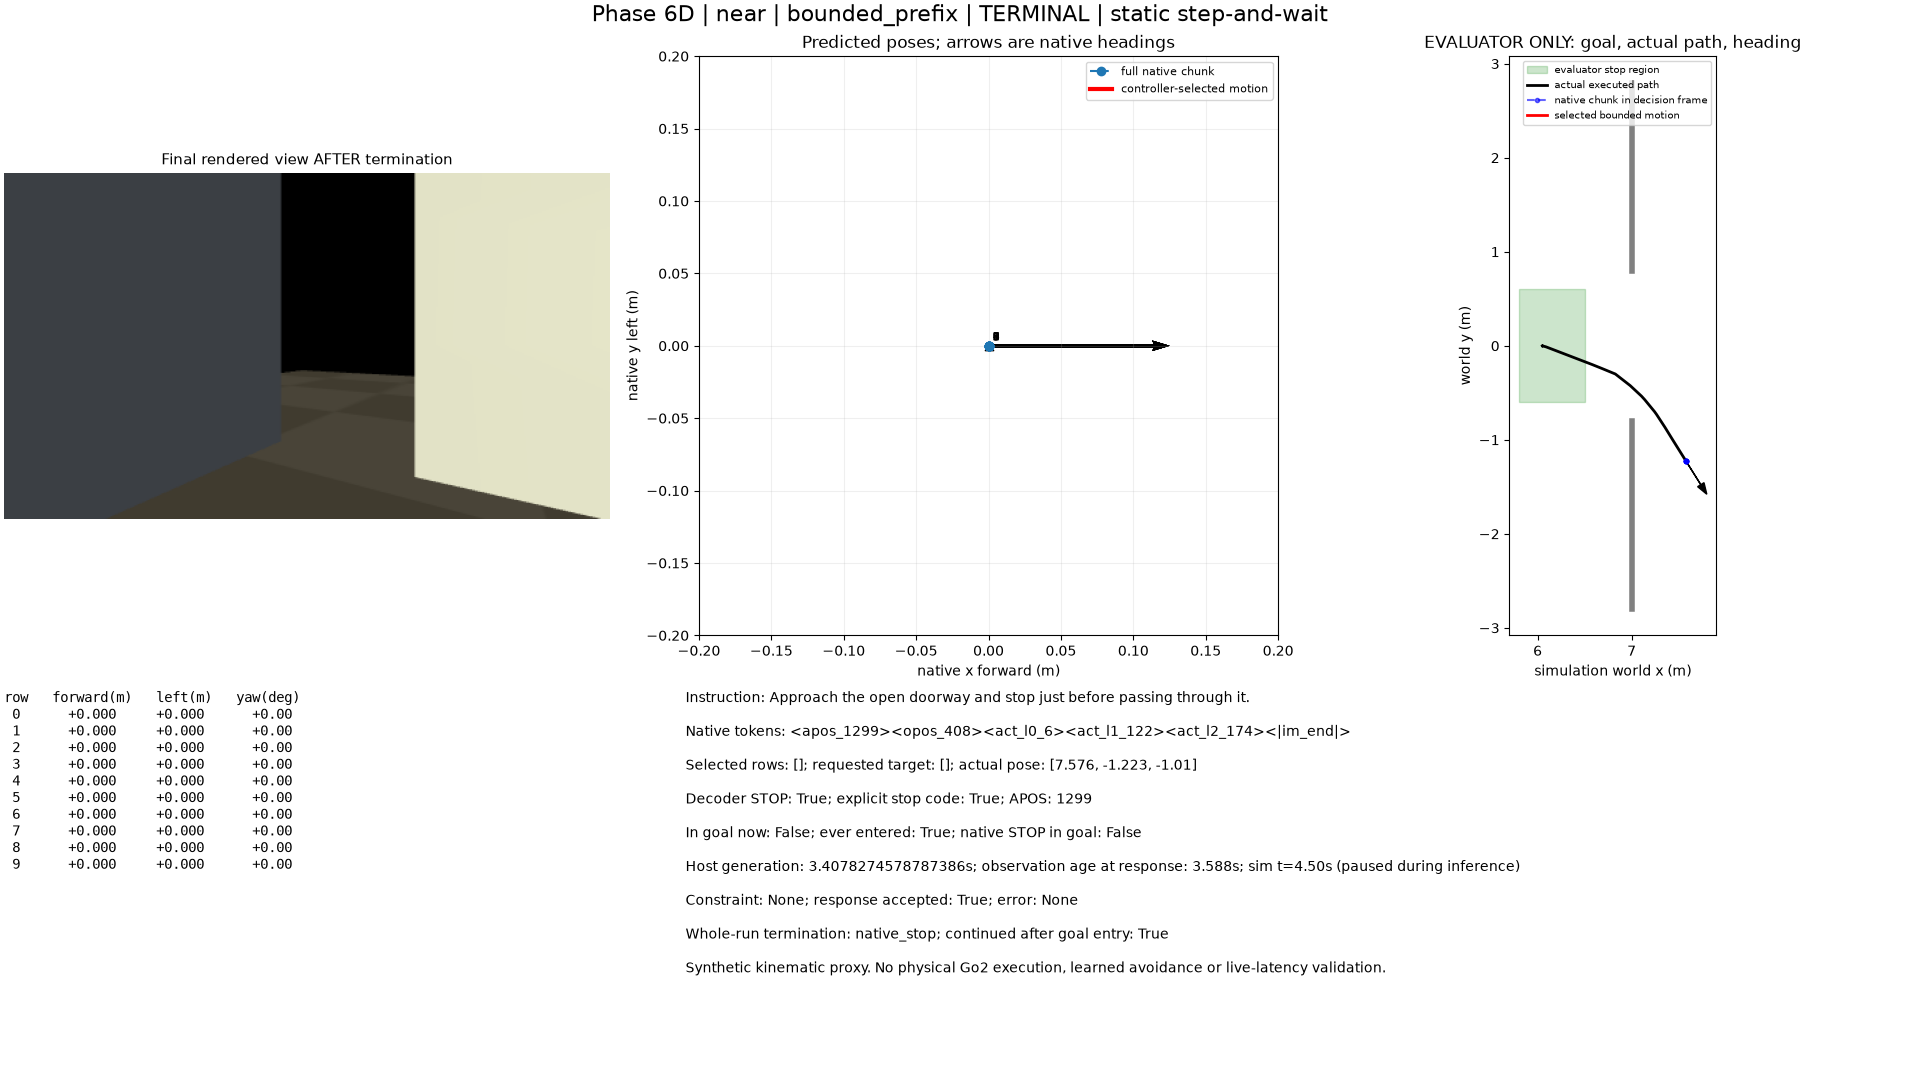 Phase 6D | near | bounded_prefix | TERMINAL | static step-and-wait
Final rendered view AFTER termination
Predicted poses; arrows are native headings
full native chunk
controller-selected motion
0.20
0.15
0.10
0.05
0.00
−0.05
−0.10
−0.15
−0.20
native y left (m)
−0.20 −0.15 −0.10 −0.05 0.00 0.05 0.10 0.15 0.20
native x forward (m)
EVALUATOR ONLY: goal, actual path, heading
evaluator stop region
actual executed path
native chunk in decision frame
selected bounded motion
3
2
1
0
−1
−2
−3
world y (m)
6 7
simulation world x (m)
row forward(m) left(m) yaw(deg)
0 +0.000 +0.000 +0.00
1 +0.000 +0.000 +0.00
2 +0.000 +0.000 +0.00
3 +0.000 +0.000 +0.00
4 +0.000 +0.000 +0.00
5 +0.000 +0.000 +0.00
6 +0.000 +0.000 +0.00
7 +0.000 +0.000 +0.00
8 +0.000 +0.000 +0.00
9 +0.000 +0.000 +0.00
Instruction: Approach the open doorway and stop just before passing through it.
Native tokens: <apos_1299><opos_408><act_l0_6><act_l1_122><act_l2_174><|im_end|>
Selected rows: []; requested target: []; actual pose: [7.576, -1.223, -1.01]
Decoder STOP: True; explicit stop code: True; APOS: 1299
In goal now: False; ever entered: True; native STOP in goal: False
Host generation: 3.4078274578787386s; observation age at response: 3.588s; sim t=4.50s (paused during inference)
Constraint: None; response accepted: True; error: None
Whole-run termination: native_stop; continued after goal entry: True
Synthetic kinematic proxy. No physical Go2 execution, learned avoidance or live-latency validation.